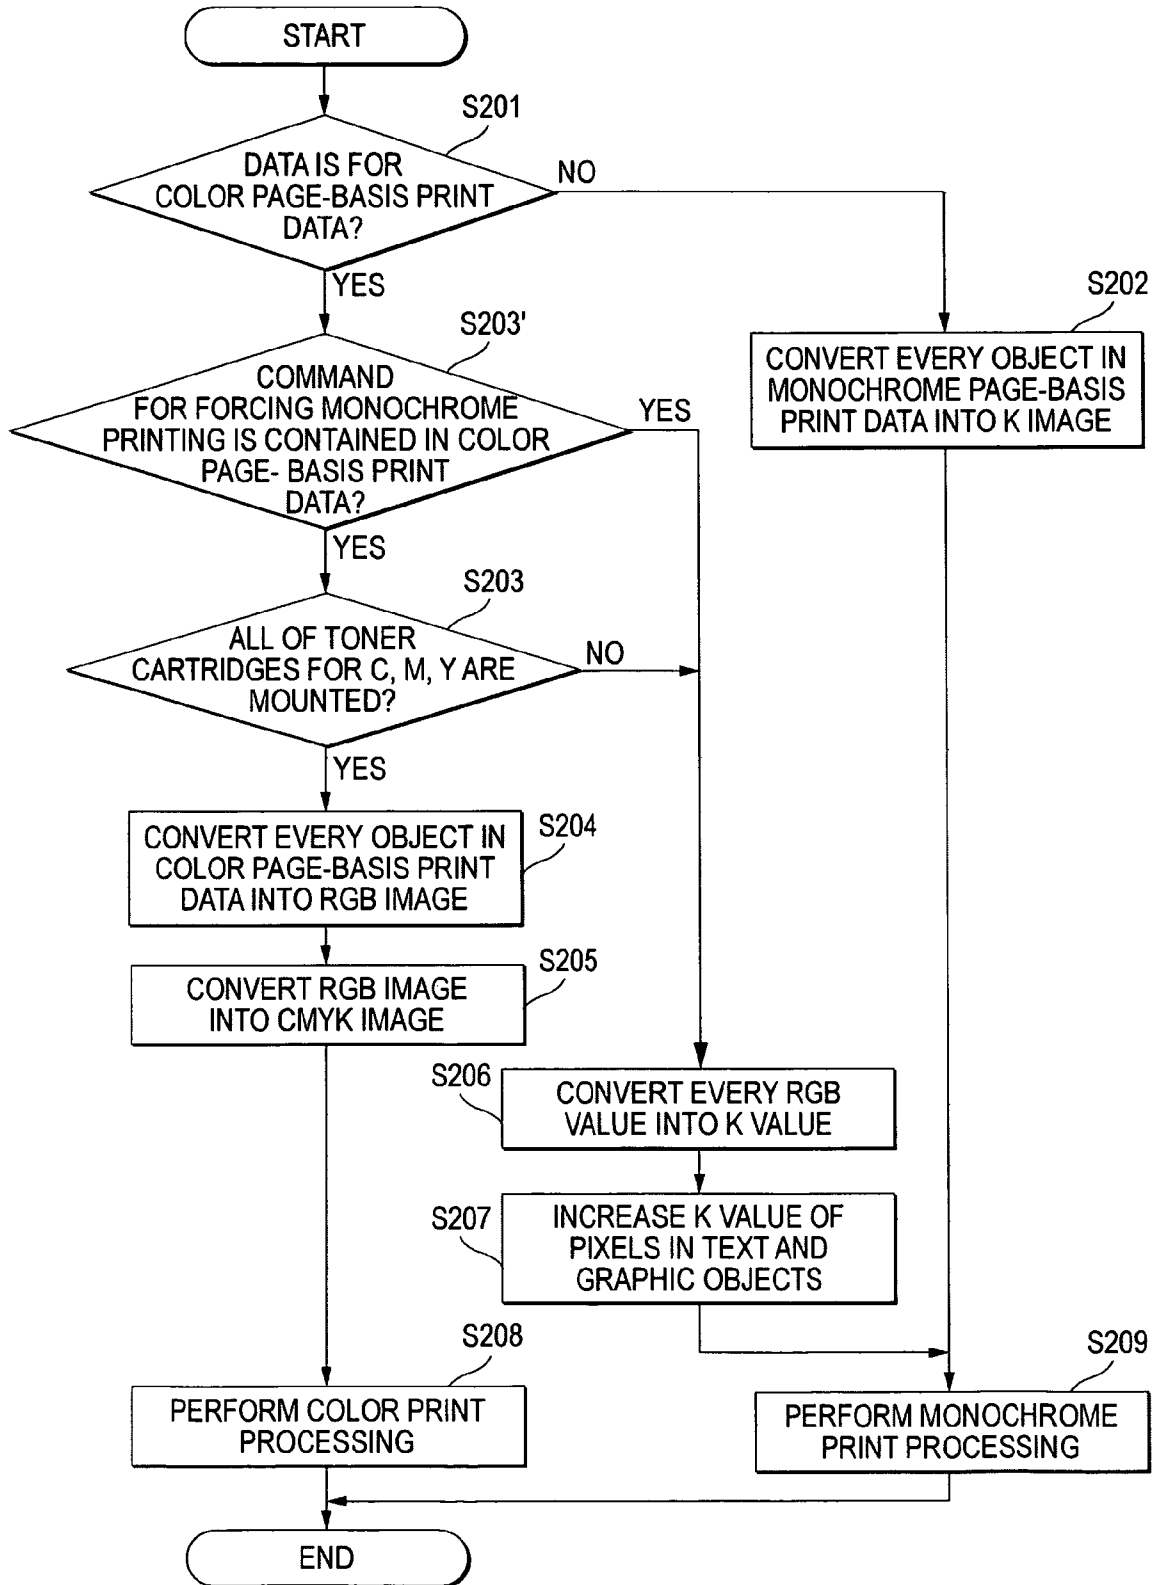 START
S201
DATA IS FOR
COLOR PAGE-BASIS PRINT
DATA?
NO
YES
S202
CONVERT EVERY OBJECT IN
MONOCHROME PAGE-BASIS
PRINT DATA INTO K IMAGE
S203'
COMMAND
FOR FORCING MONOCHROME
PRINTING IS CONTAINED IN COLOR
PAGE- BASIS PRINT
DATA?
YES
YES
S203
ALL OF TONER
CARTRIDGES FOR C, M, Y ARE
MOUNTED?
NO
YES
S204
CONVERT EVERY OBJECT IN
COLOR PAGE-BASIS PRINT
DATA INTO RGB IMAGE
S205
CONVERT RGB IMAGE
INTO CMYK IMAGE
S206
CONVERT EVERY RGB
VALUE INTO K VALUE
S207
INCREASE K VALUE OF
PIXELS IN TEXT AND
GRAPHIC OBJECTS
S208
PERFORM COLOR PRINT
PROCESSING
S209
PERFORM MONOCHROME
PRINT PROCESSING
END